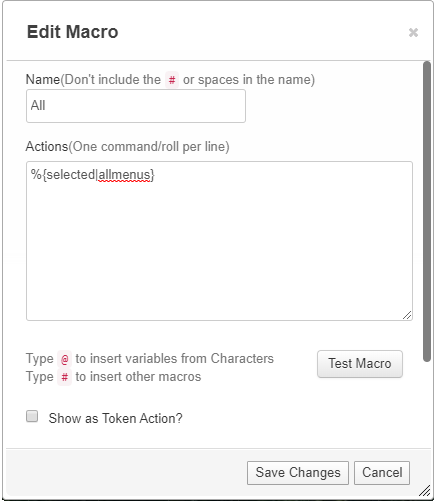 Edit Macro ×
Name(Don't include the # or spaces in the name)
All
Actions(One command/roll per line)
%{selected|allmenus}
Type @ to insert variables from Characters
Type # to insert other macros
Test Macro
Show as Token Action?
Save Changes Cancel